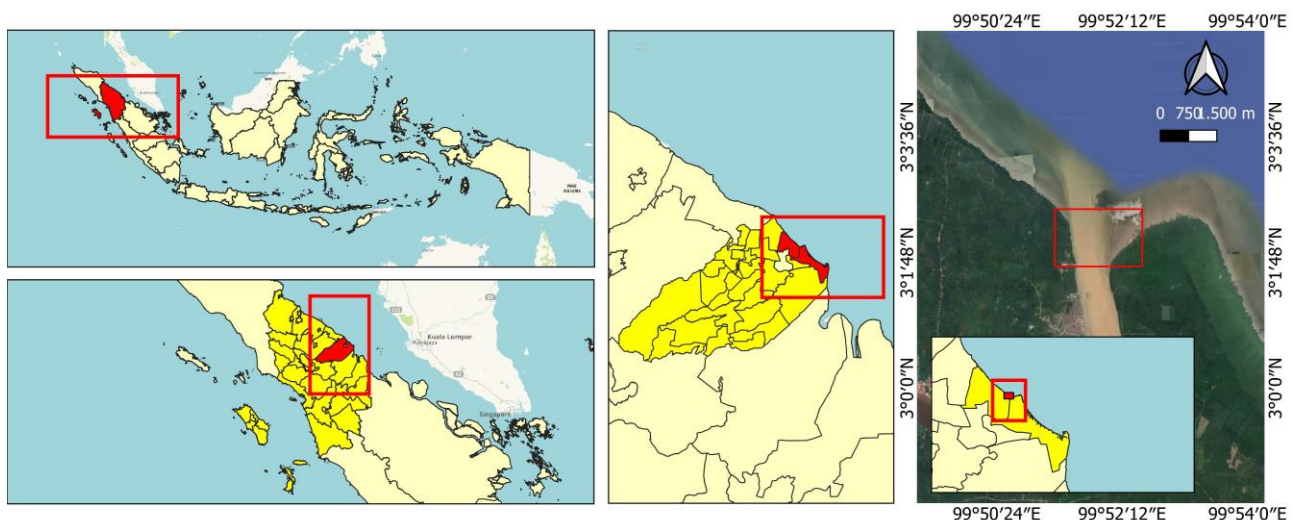 99°50′24″E 99°52′12″E 99°54′0″E
0 750 1.500 m
3°3′36″N
3°3′36″N
3°1′48″N
3°1′48″N
3°0′0″N
3°0′0″N
Kuala Lumpur
Putrajaya
Singapore
99°50′24″E 99°52′12″E 99°54′0″E